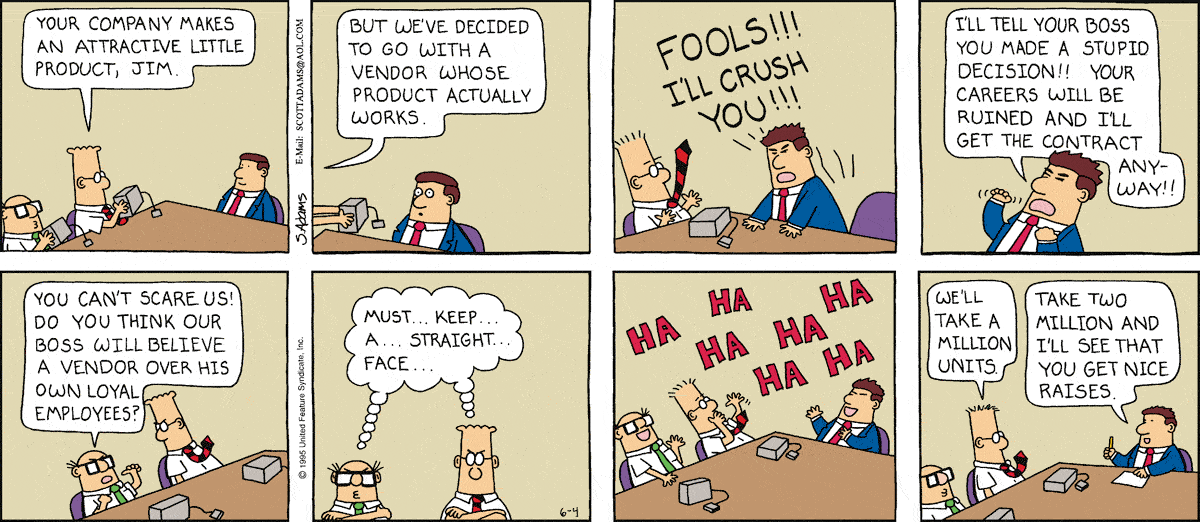 YOUR COMPANY MAKES
AN ATTRACTIVE LITTLE
PRODUCT, JIM.
S.Adams E-Mail: SCOTTADAMS@AOL.COM
BUT WE'VE DECIDED
TO GO WITH A
VENDOR WHOSE
PRODUCT ACTUALLY
WORKS.
FOOLS!!!
I'LL CRUSH
YOU!!!
I'LL TELL YOUR BOSS
YOU MADE A STUPID
DECISION!! YOUR
CAREERS WILL BE
RUINED AND I'LL
GET THE CONTRACT
ANY-
WAY!!
YOU CAN'T SCARE US!
DO YOU THINK OUR
BOSS WILL BELIEVE
A VENDOR OVER HIS
OWN LOYAL
EMPLOYEES?
© 1995 United Feature Syndicate, Inc.
MUST... KEEP...
A... STRAIGHT...
FACE...
6-4
HA HA HA
HA HA
HA HA
WE'LL
TAKE A
MILLION
UNITS.
TAKE TWO
MILLION AND
I'LL SEE THAT
YOU GET NICE
RAISES.